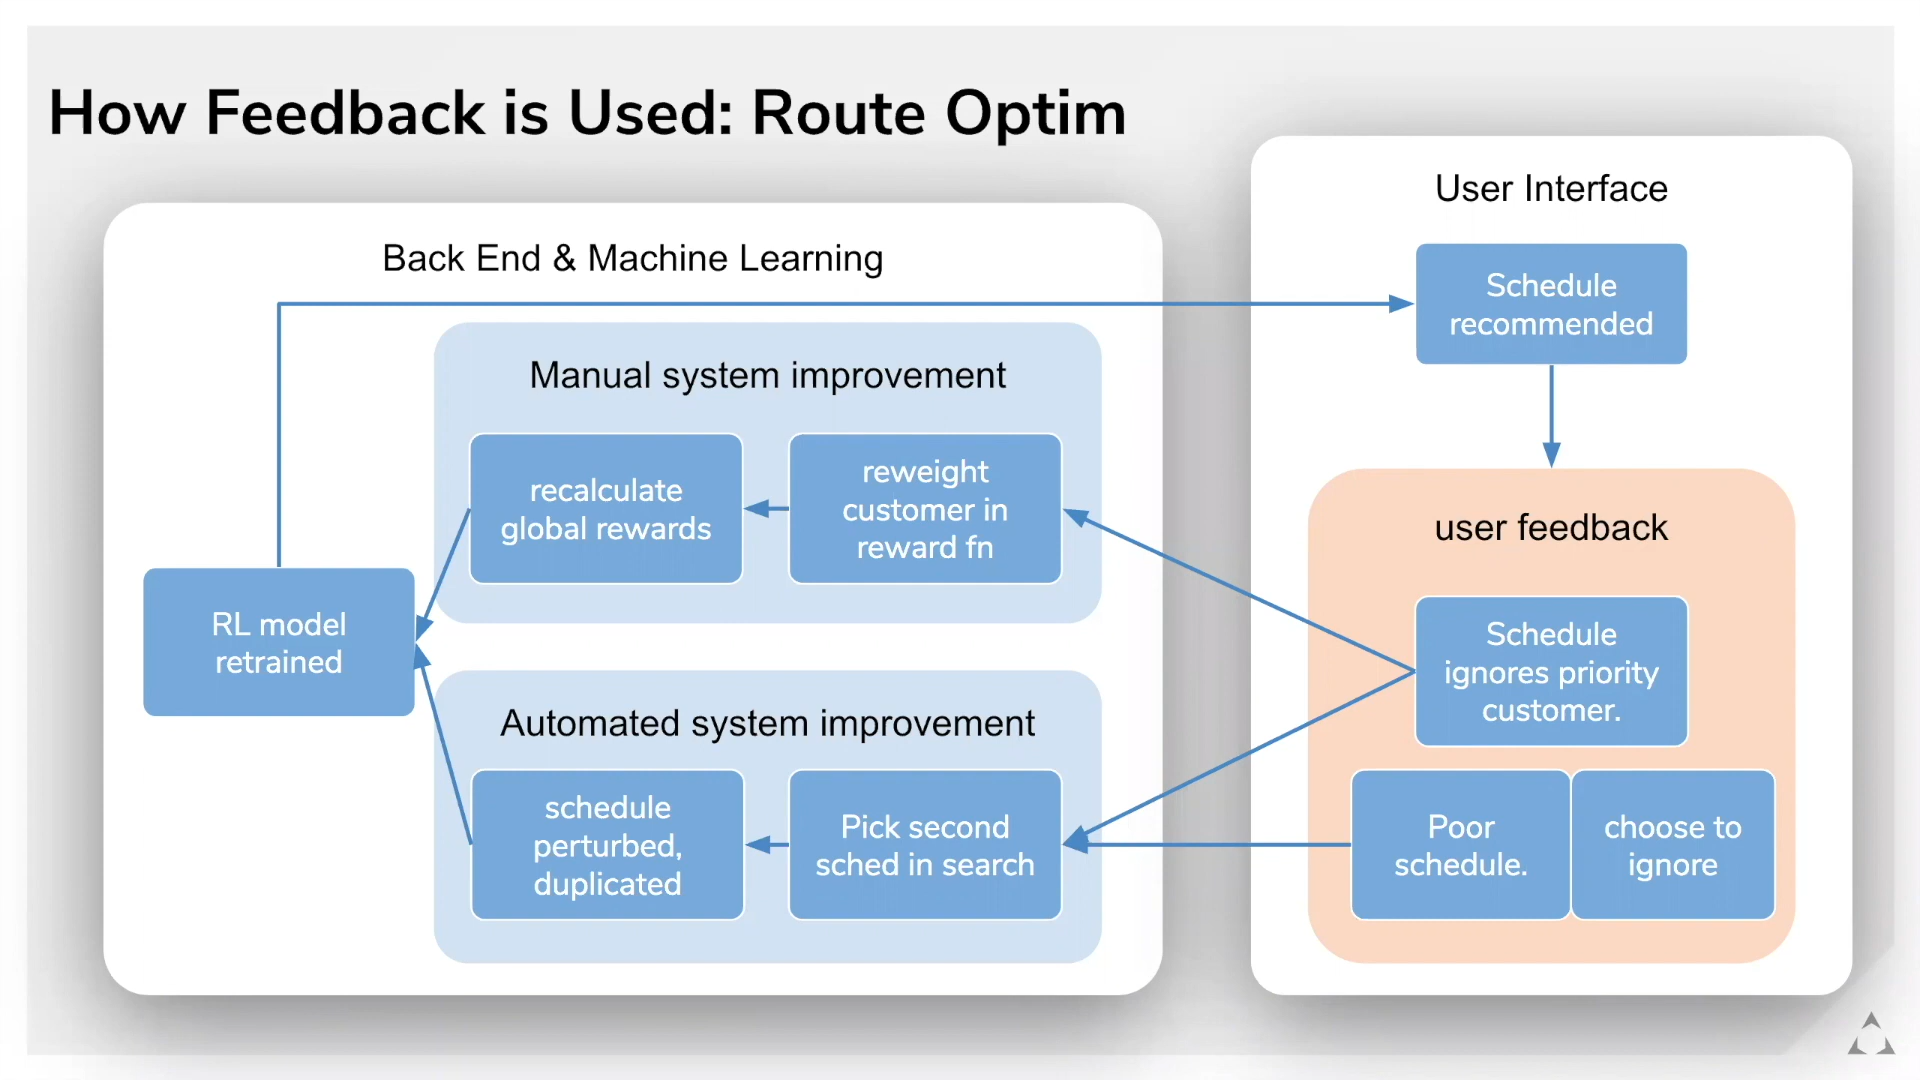 How Feedback is Used: Route Optim
Back End & Machine Learning
Manual system improvement
recalculate
global rewards
reweight
customer in
reward fn
RL model
retrained
Automated system improvement
schedule
perturbed,
duplicated
Pick second
sched in search
User Interface
Schedule
recommended
user feedback
Schedule
ignores priority
customer.
Poor
schedule.
choose to
ignore